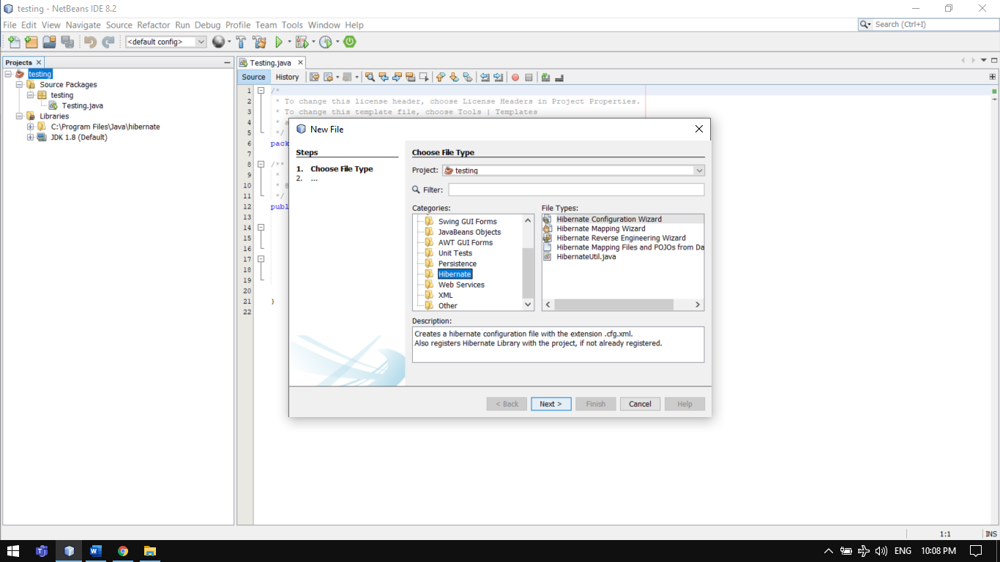 testing - NetBeans IDE 8.2
File Edit View Navigate Source Refactor Run Debug Profile Team Tools Window Help
Search (Ctrl+I)
<default config>
Projects
Testing.java
testing
Source Packages
testing
Testing.java
Libraries
C:\Program Files\Java\hibernate
JDK 1.8 (Default)
Source History
1 /*
2 * To change this license header, choose License Headers in Project Properties.
3 * To change this template file, choose Tools | Templates
4 * a
5 */
6 pack
7
8 /**
9 *
10 *
11 */
12 publ
13
14
15
16
17
18
19
20
21 }
22
New File
Steps
1. Choose File Type
2. ...
Choose File Type
Project: testing
Filter:
Categories:
Swing GUI Forms
JavaBeans Objects
AWT GUI Forms
Unit Tests
Persistence
Hibernate
Web Services
XML
Other
File Types:
Hibernate Configuration Wizard
Hibernate Mapping Wizard
Hibernate Reverse Engineering Wizard
Hibernate Mapping Files and POJOs from Da
HibernateUtil.java
Description:
Creates a hibernate configuration file with the extension .cfg.xml.
Also registers Hibernate Library with the project, if not already registered.
< Back Next > Finish Cancel Help
1:1 INS
ENG 10:08 PM